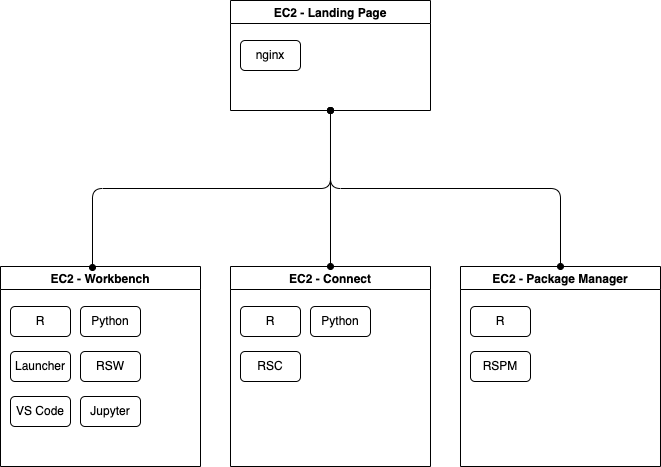 EC2 - Landing Page
nginx
EC2 - Workbench
R
Python
Launcher
RSW
VS Code
Jupyter
EC2 - Connect
R
Python
RSC
EC2 - Package Manager
R
RSPM